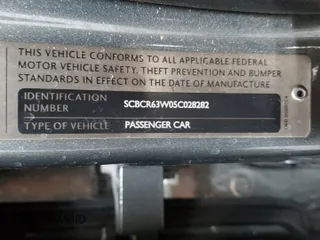 THIS VEHICLE CONFORMS TO ALL APPLICABLE FEDERAL
MOTOR VEHICLE SAFETY, THEFT PREVENTION AND BUMPER
STANDARDS IN EFFECT ON THE DATE OF MANUFACTURE
IDENTIFICATION
NUMBER
SCBCR63W05C028282
TYPE OF VEHICLE
PASSENGER CAR